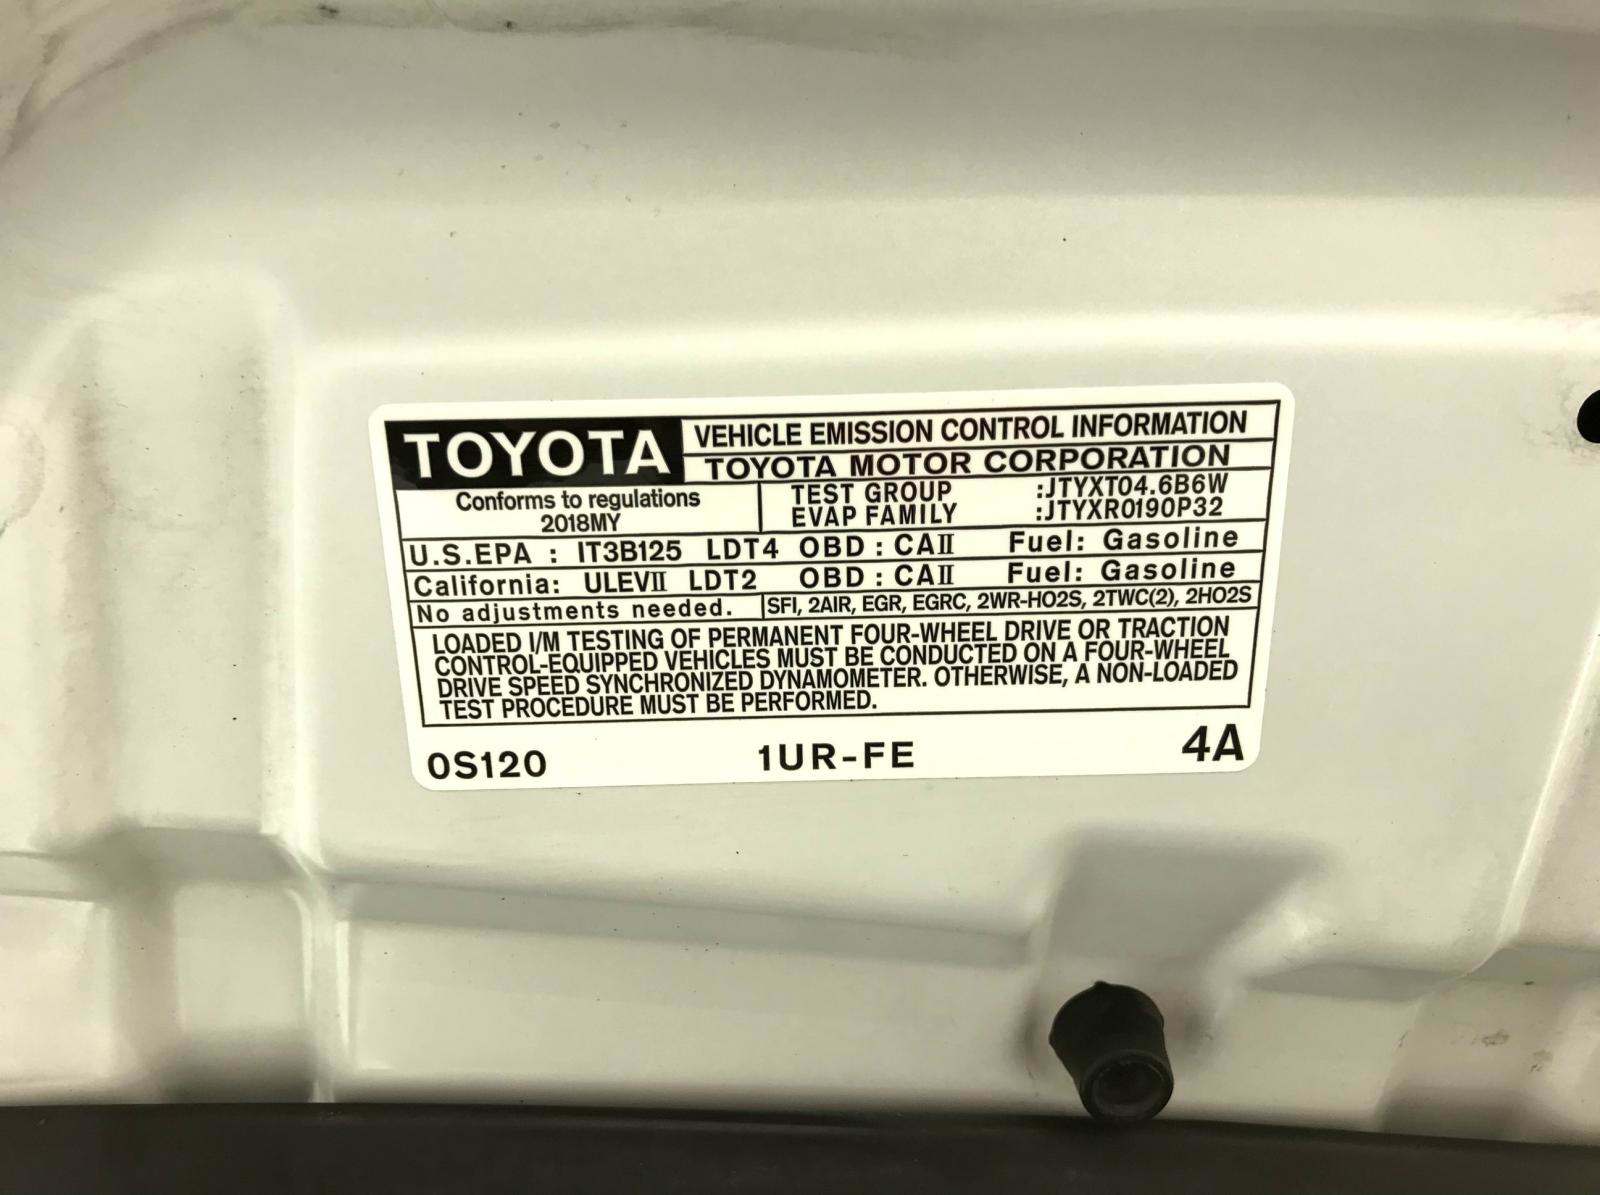 TOYOTA
VEHICLE EMISSION CONTROL INFORMATION
TOYOTA MOTOR CORPORATION
Conforms to regulations
2018MY
TEST GROUP :JTYXT04.6B6W
EVAP FAMILY :JTYXR0190P32
U.S.EPA : IT3B125 LDT4 OBD : CAII Fuel: Gasoline
California: ULEVII LDT2 OBD : CAII Fuel: Gasoline
No adjustments needed. SFI, 2AIR, EGR, EGRC, 2WR-HO2S, 2TWC(2), 2HO2S
LOADED I/M TESTING OF PERMANENT FOUR-WHEEL DRIVE OR TRACTION
CONTROL-EQUIPPED VEHICLES MUST BE CONDUCTED ON A FOUR-WHEEL
DRIVE SPEED SYNCHRONIZED DYNAMOMETER. OTHERWISE, A NON-LOADED
TEST PROCEDURE MUST BE PERFORMED.
0S120 1UR-FE 4A